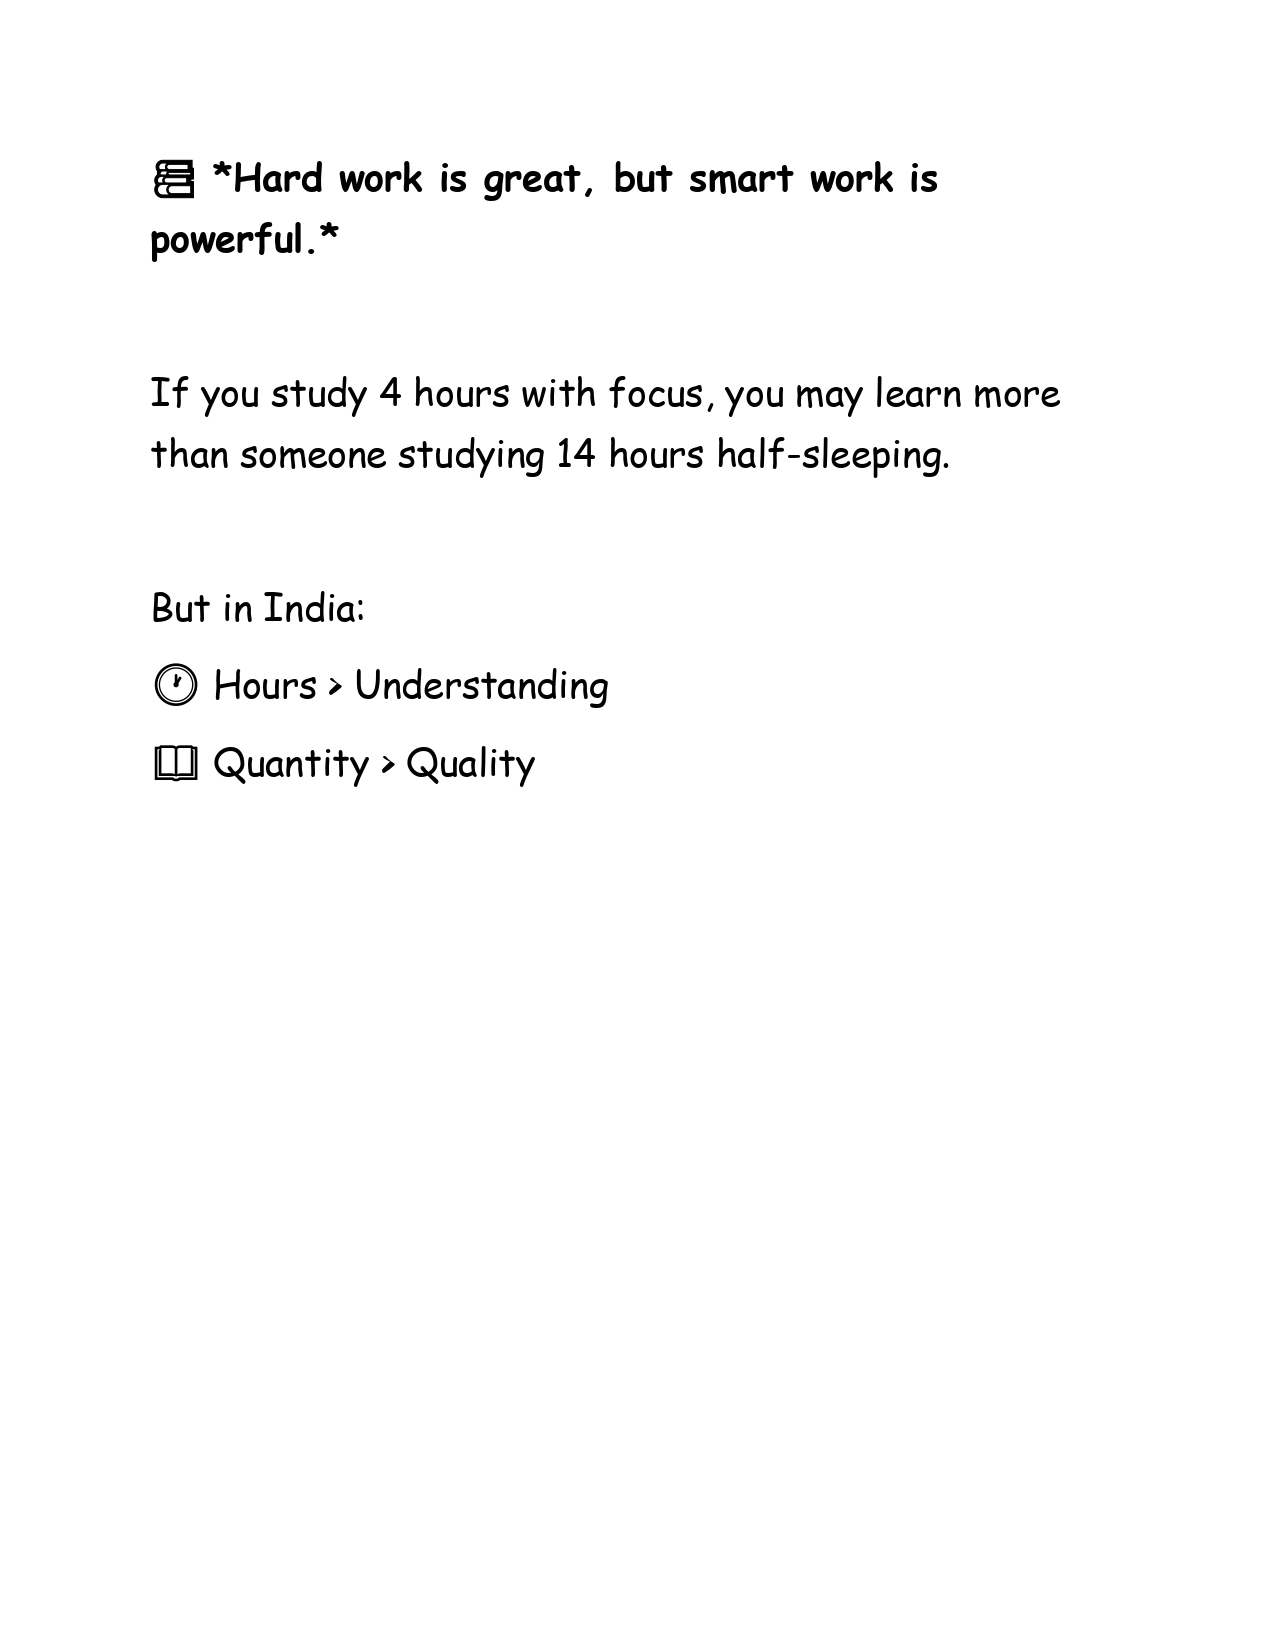 📚 *Hard work is great, but smart work is
powerful.*
If you study 4 hours with focus, you may learn more
than someone studying 14 hours half-sleeping.
But in India:
🕐 Hours > Understanding
📖 Quantity > Quality